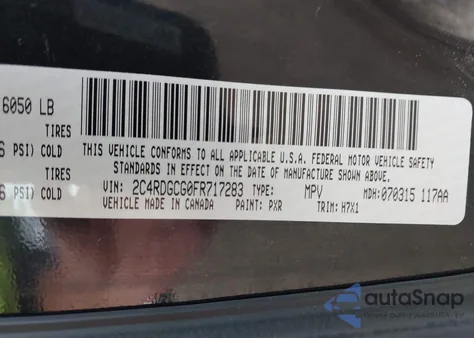 6050 LB
TIRES
6 PSI) COLD
THIS VEHICLE CONFORMS TO ALL APPLICABLE U.S.A. FEDERAL MOTOR VEHICLE SAFETY
STANDARDS IN EFFECT ON THE DATE OF MANUFACTURE SHOWN ABOVE.
TIRES
6 PSI) COLD
VIN: 2C4RDGCG0FR717283 TYPE: MPV MDH: 070315 117AA
VEHICLE MADE IN CANADA PAINT: PXR TRIM: H7X1
autoSnap